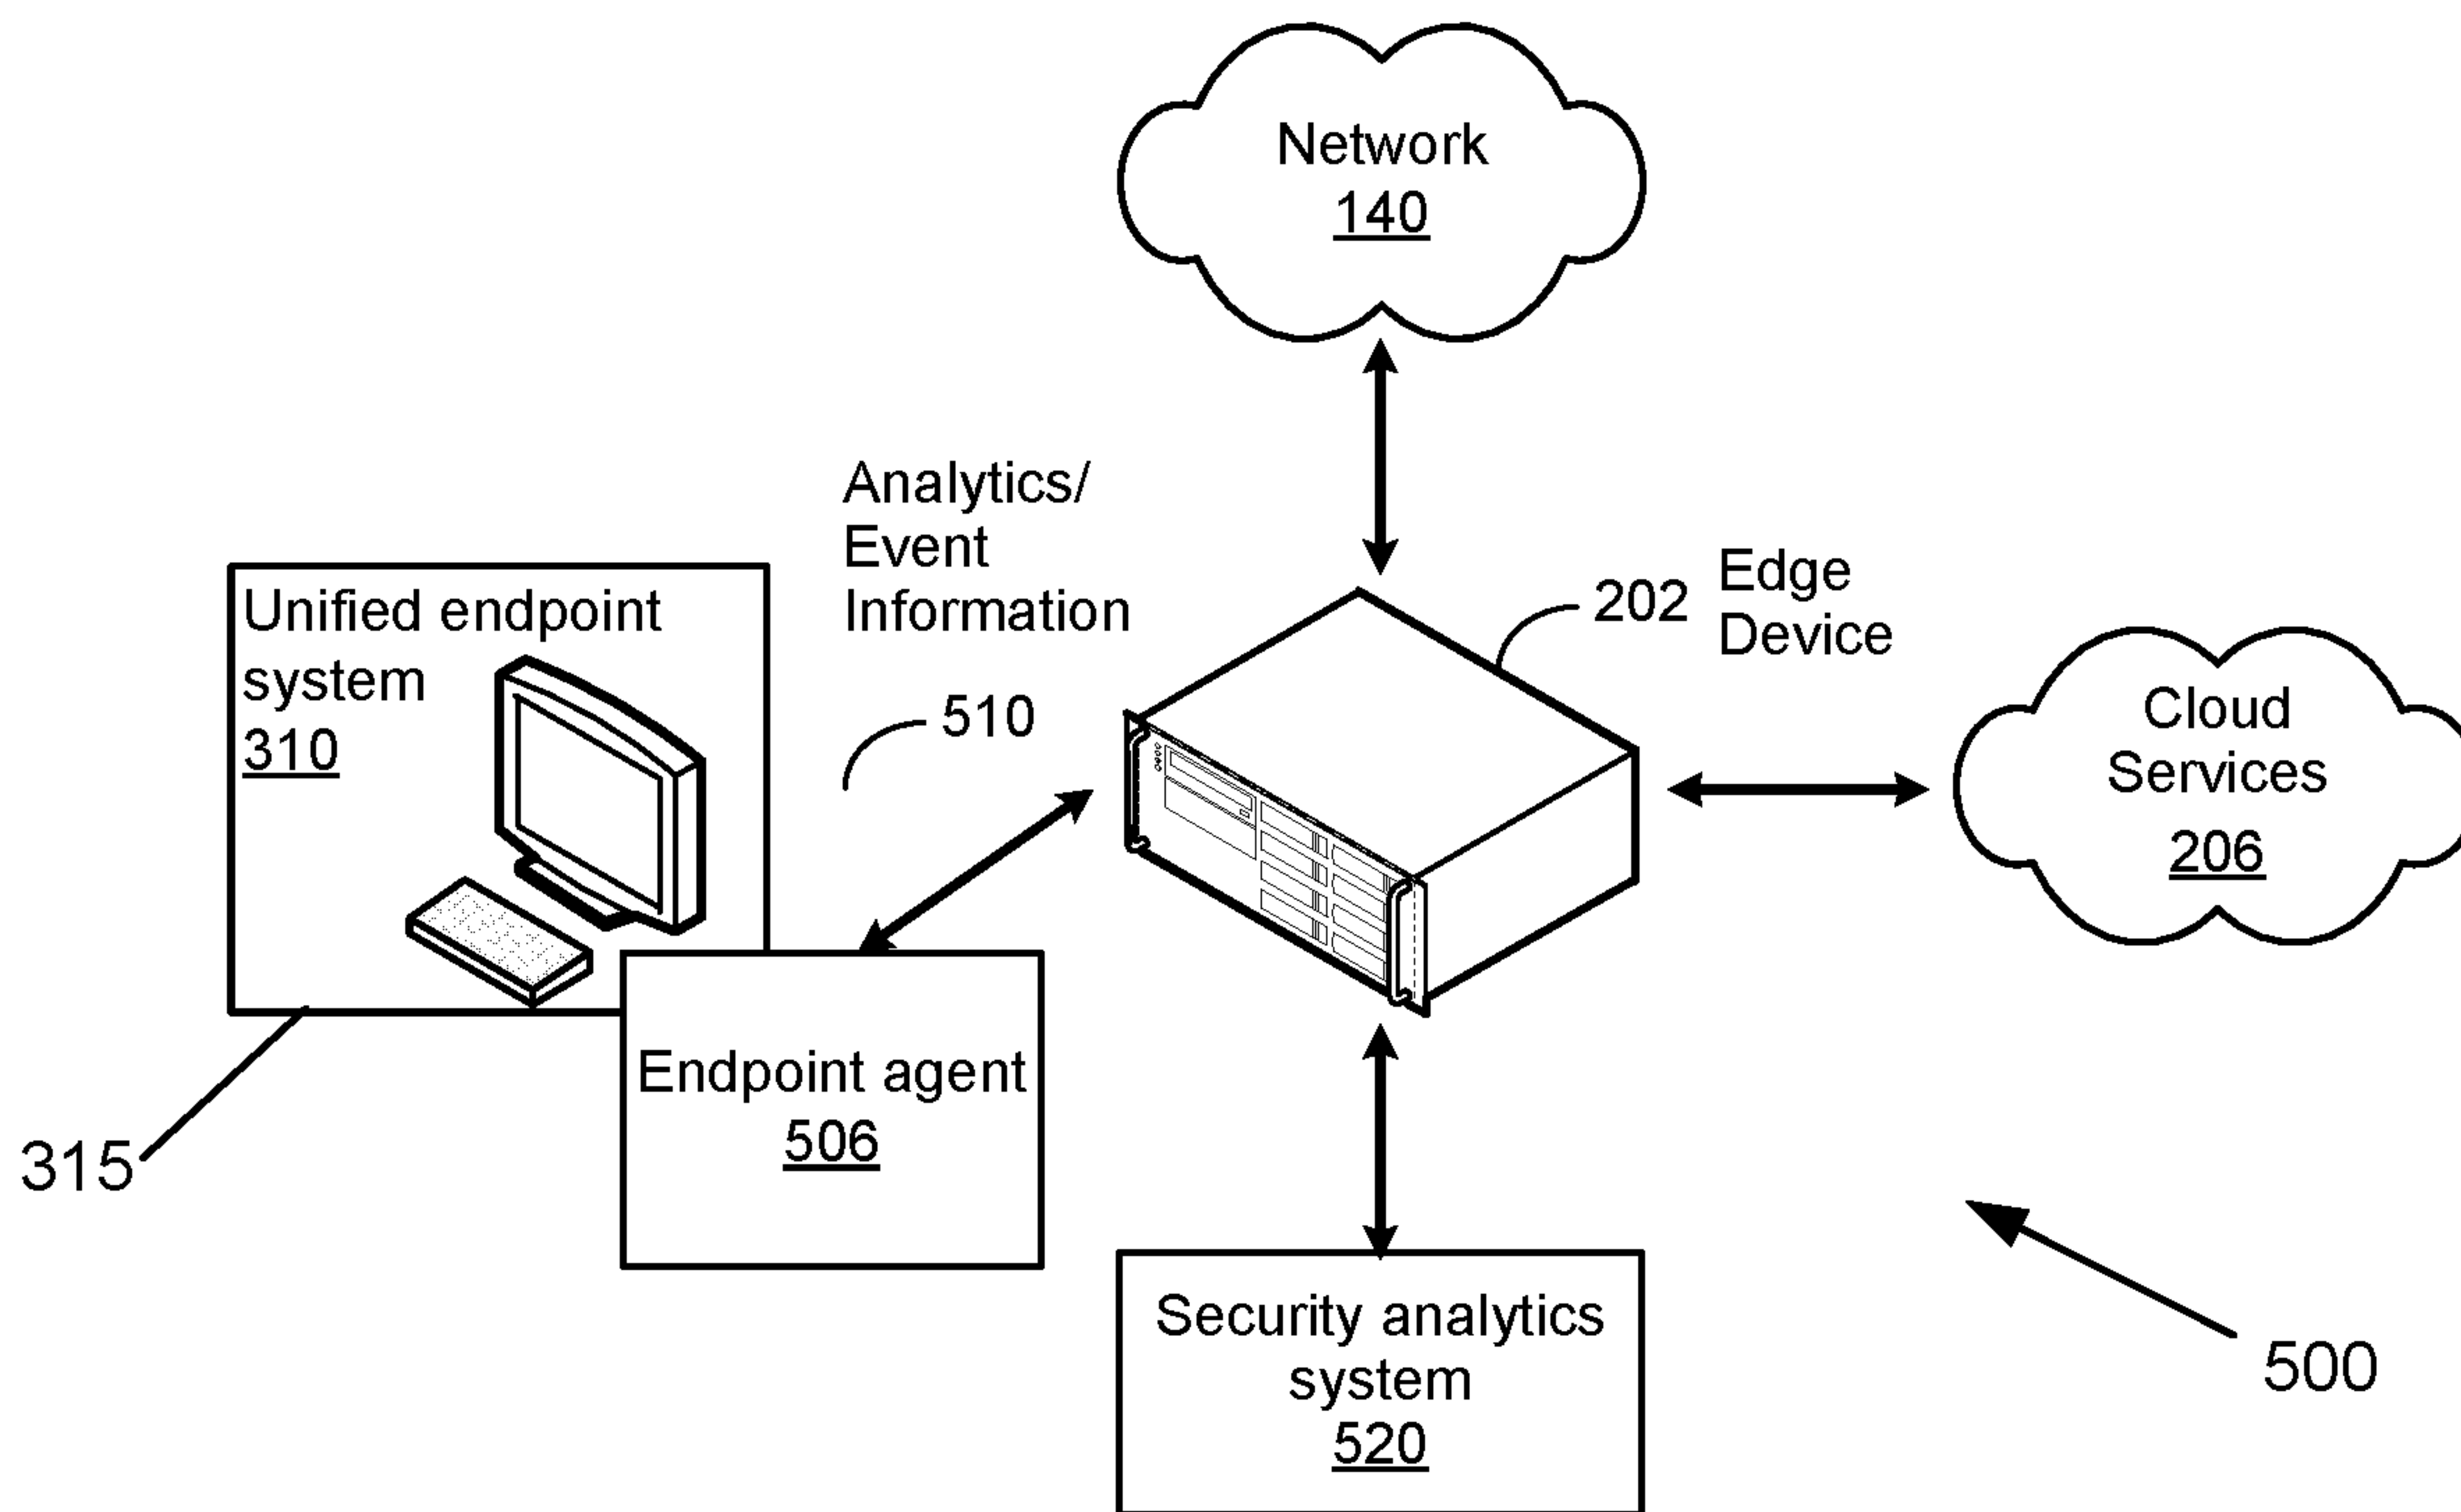 Network
140
Analytics/
Event
Information
510
202
Edge
Device
Unified endpoint
system
310
Cloud
Services
206
Endpoint agent
506
315
Security analytics
system
520
500